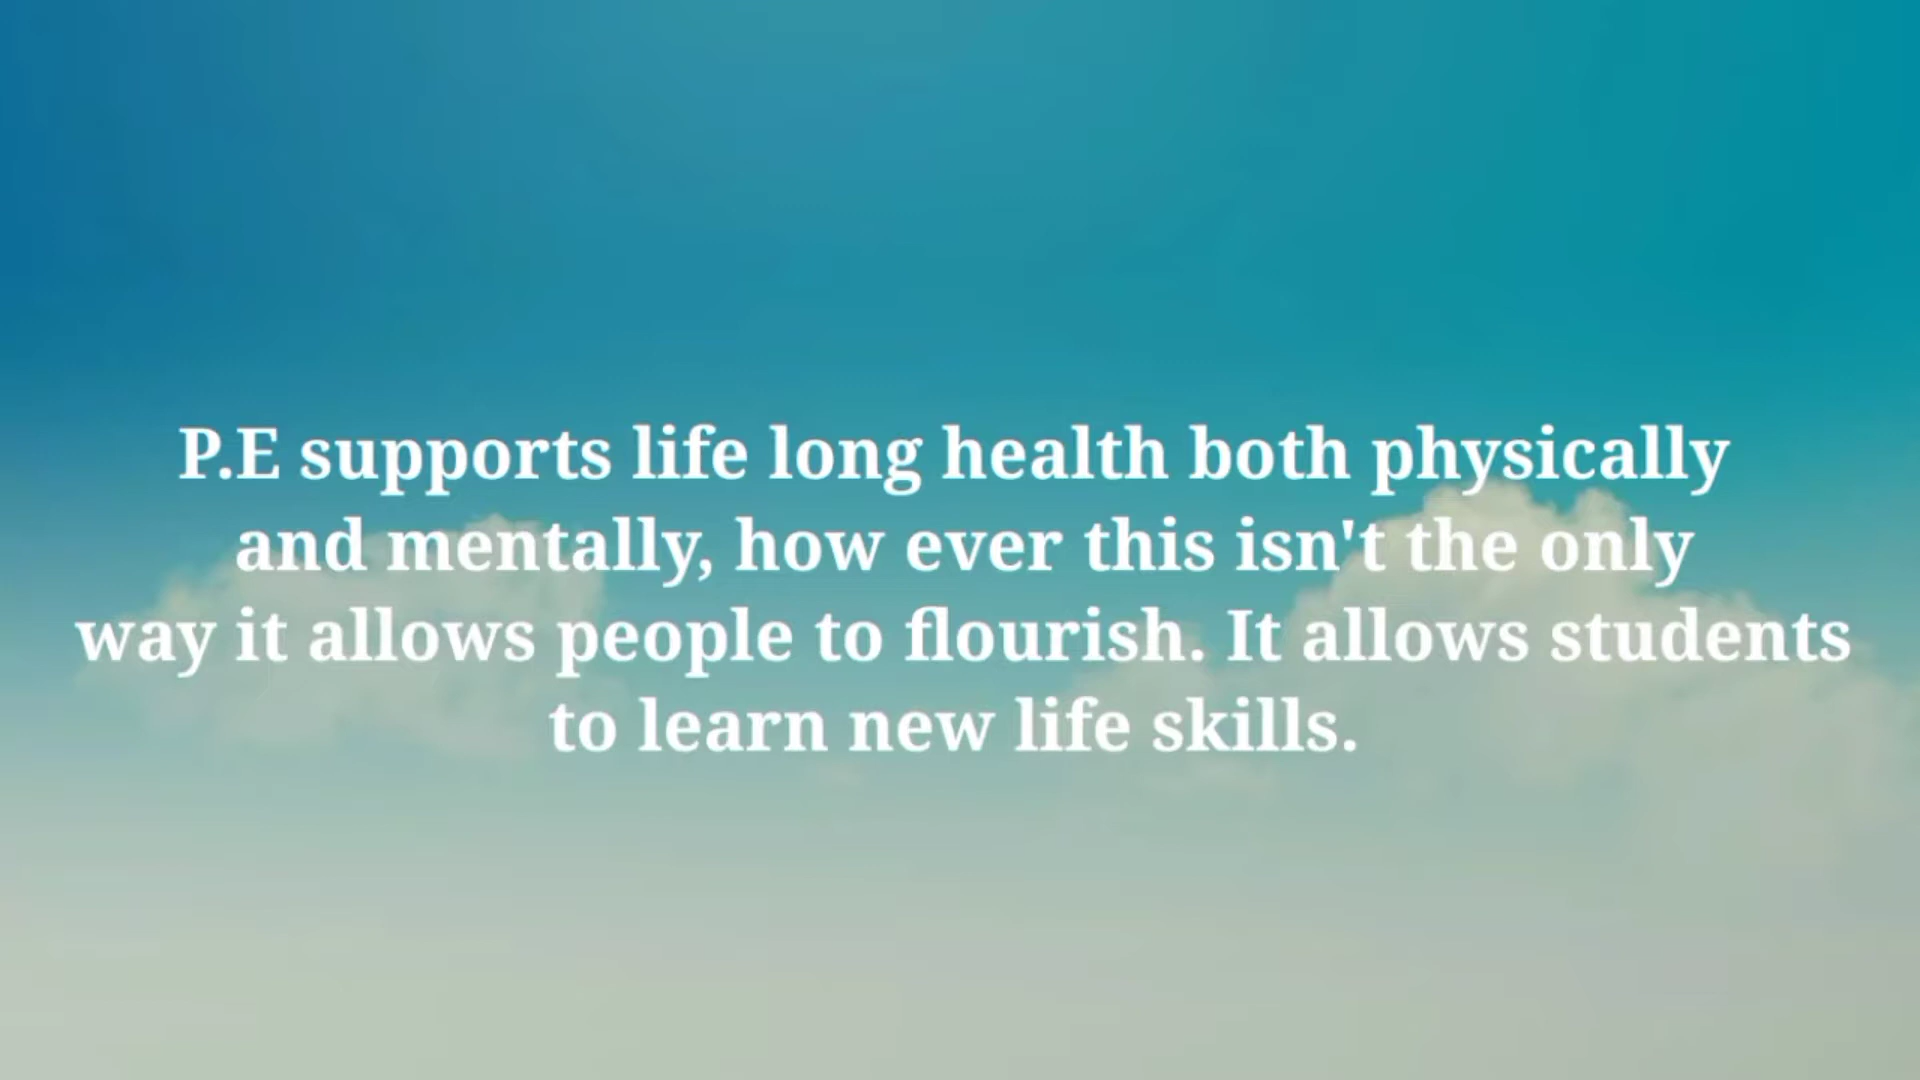 P.E supports life long health both physically
and mentally, how ever this isn't the only
way it allows people to flourish. It allows students
to learn new life skills.